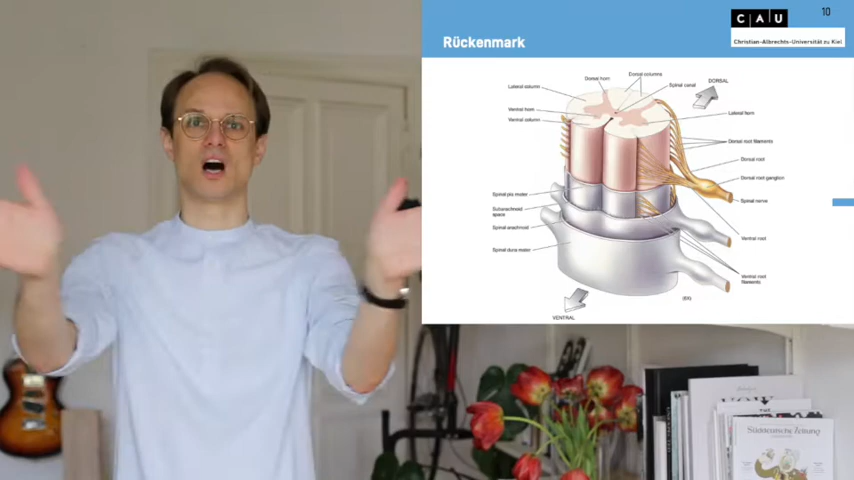 CAU
10
Christian-Albrechts-Universität zu Kiel
Rückenmark
Dorsal columns
Dorsal horn
DORSAL
Lateral column
Spinal canal
Ventral horn
Lateral horn
Ventral column
Dorsal root filaments
Dorsal root
Dorsal root ganglion
Spinal pia mater
Spinal nerve
Subarachnoid
space
Spinal arachnoid
Ventral root
Spinal dura mater
Ventral root
filaments
VENTRAL
Süddeutsche Zeitung